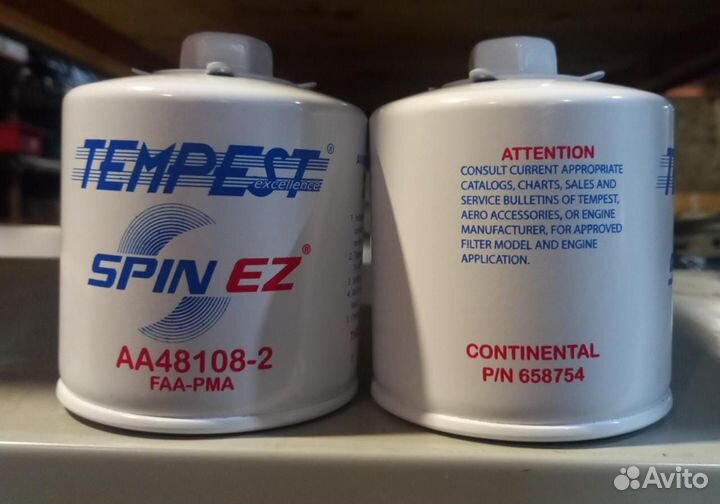 TEMPEST®
excellence
SPIN EZ®
AA48108-2
FAA-PMA
ATTENTION
CONSULT CURRENT APPROPRIATE
CATALOGS, CHARTS, SALES AND
SERVICE BULLETINS OF TEMPEST,
AERO ACCESSORIES, OR ENGINE
MANUFACTURER, FOR APPROVED
FILTER MODEL AND ENGINE
APPLICATION.
CONTINENTAL
P/N 658754
Avito